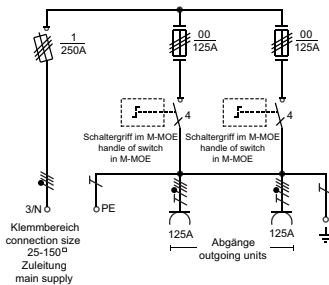 1
250A
00
125A
00
125A
4
4
Schaltergriff im M-MOE
handle of switch
in M-MOE
Schaltergriff im M-MOE
handle of switch
in M-MOE
3/N
PE
125A
125A
Klemmbereich
connection size
25-150□
Zuleitung
main supply
Abgänge
outgoing units